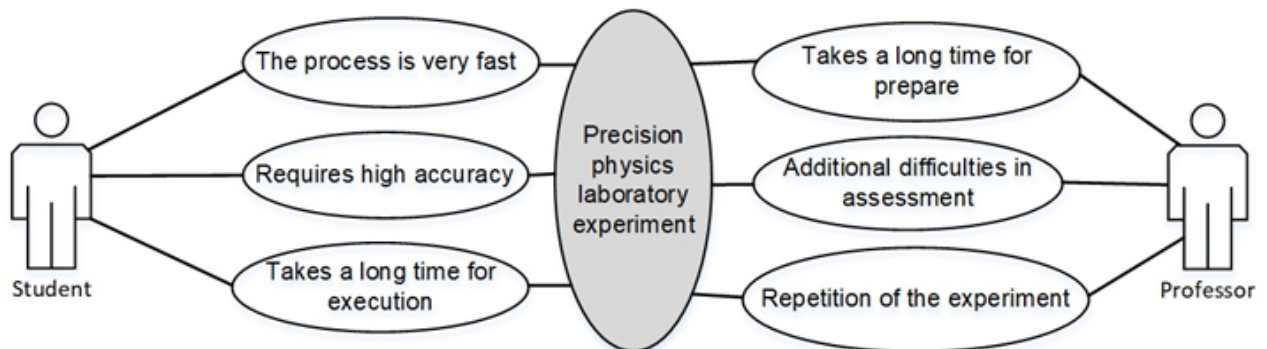 The process is very fast
Requires high accuracy
Takes a long time for
execution
Student
Precision
physics
laboratory
experiment
Takes a long time for
prepare
Additional difficulties in
assessment
Repetition of the experiment
Professor